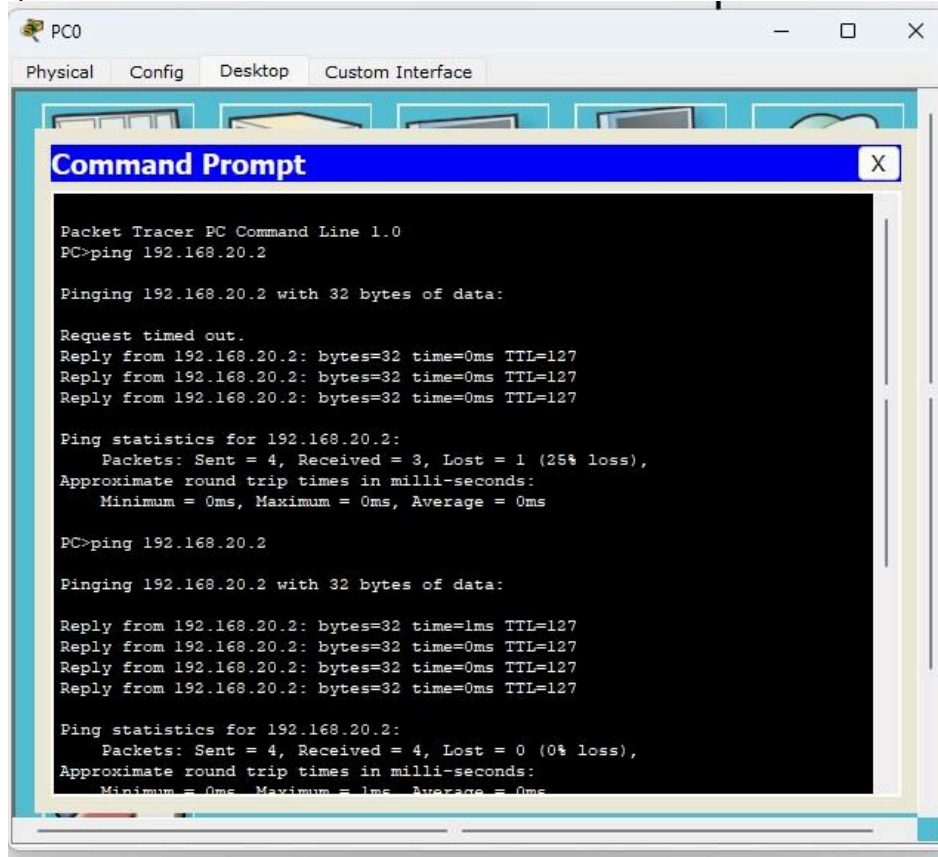 PC0
Physical Config Desktop Custom Interface
Command Prompt
X
Packet Tracer PC Command Line 1.0
PC>ping 192.168.20.2
Pinging 192.168.20.2 with 32 bytes of data:
Request timed out.
Reply from 192.168.20.2: bytes=32 time=0ms TTL=127
Reply from 192.168.20.2: bytes=32 time=0ms TTL=127
Reply from 192.168.20.2: bytes=32 time=0ms TTL=127
Ping statistics for 192.168.20.2:
Packets: Sent = 4, Received = 3, Lost = 1 (25% loss),
Approximate round trip times in milli-seconds:
Minimum = 0ms, Maximum = 0ms, Average = 0ms
PC>ping 192.168.20.2
Pinging 192.168.20.2 with 32 bytes of data:
Reply from 192.168.20.2: bytes=32 time=1ms TTL=127
Reply from 192.168.20.2: bytes=32 time=0ms TTL=127
Reply from 192.168.20.2: bytes=32 time=0ms TTL=127
Reply from 192.168.20.2: bytes=32 time=0ms TTL=127
Ping statistics for 192.168.20.2:
Packets: Sent = 4, Received = 4, Lost = 0 (0% loss),
Approximate round trip times in milli-seconds:
Minimum = 0ms, Maximum = 1ms, Average = 0ms